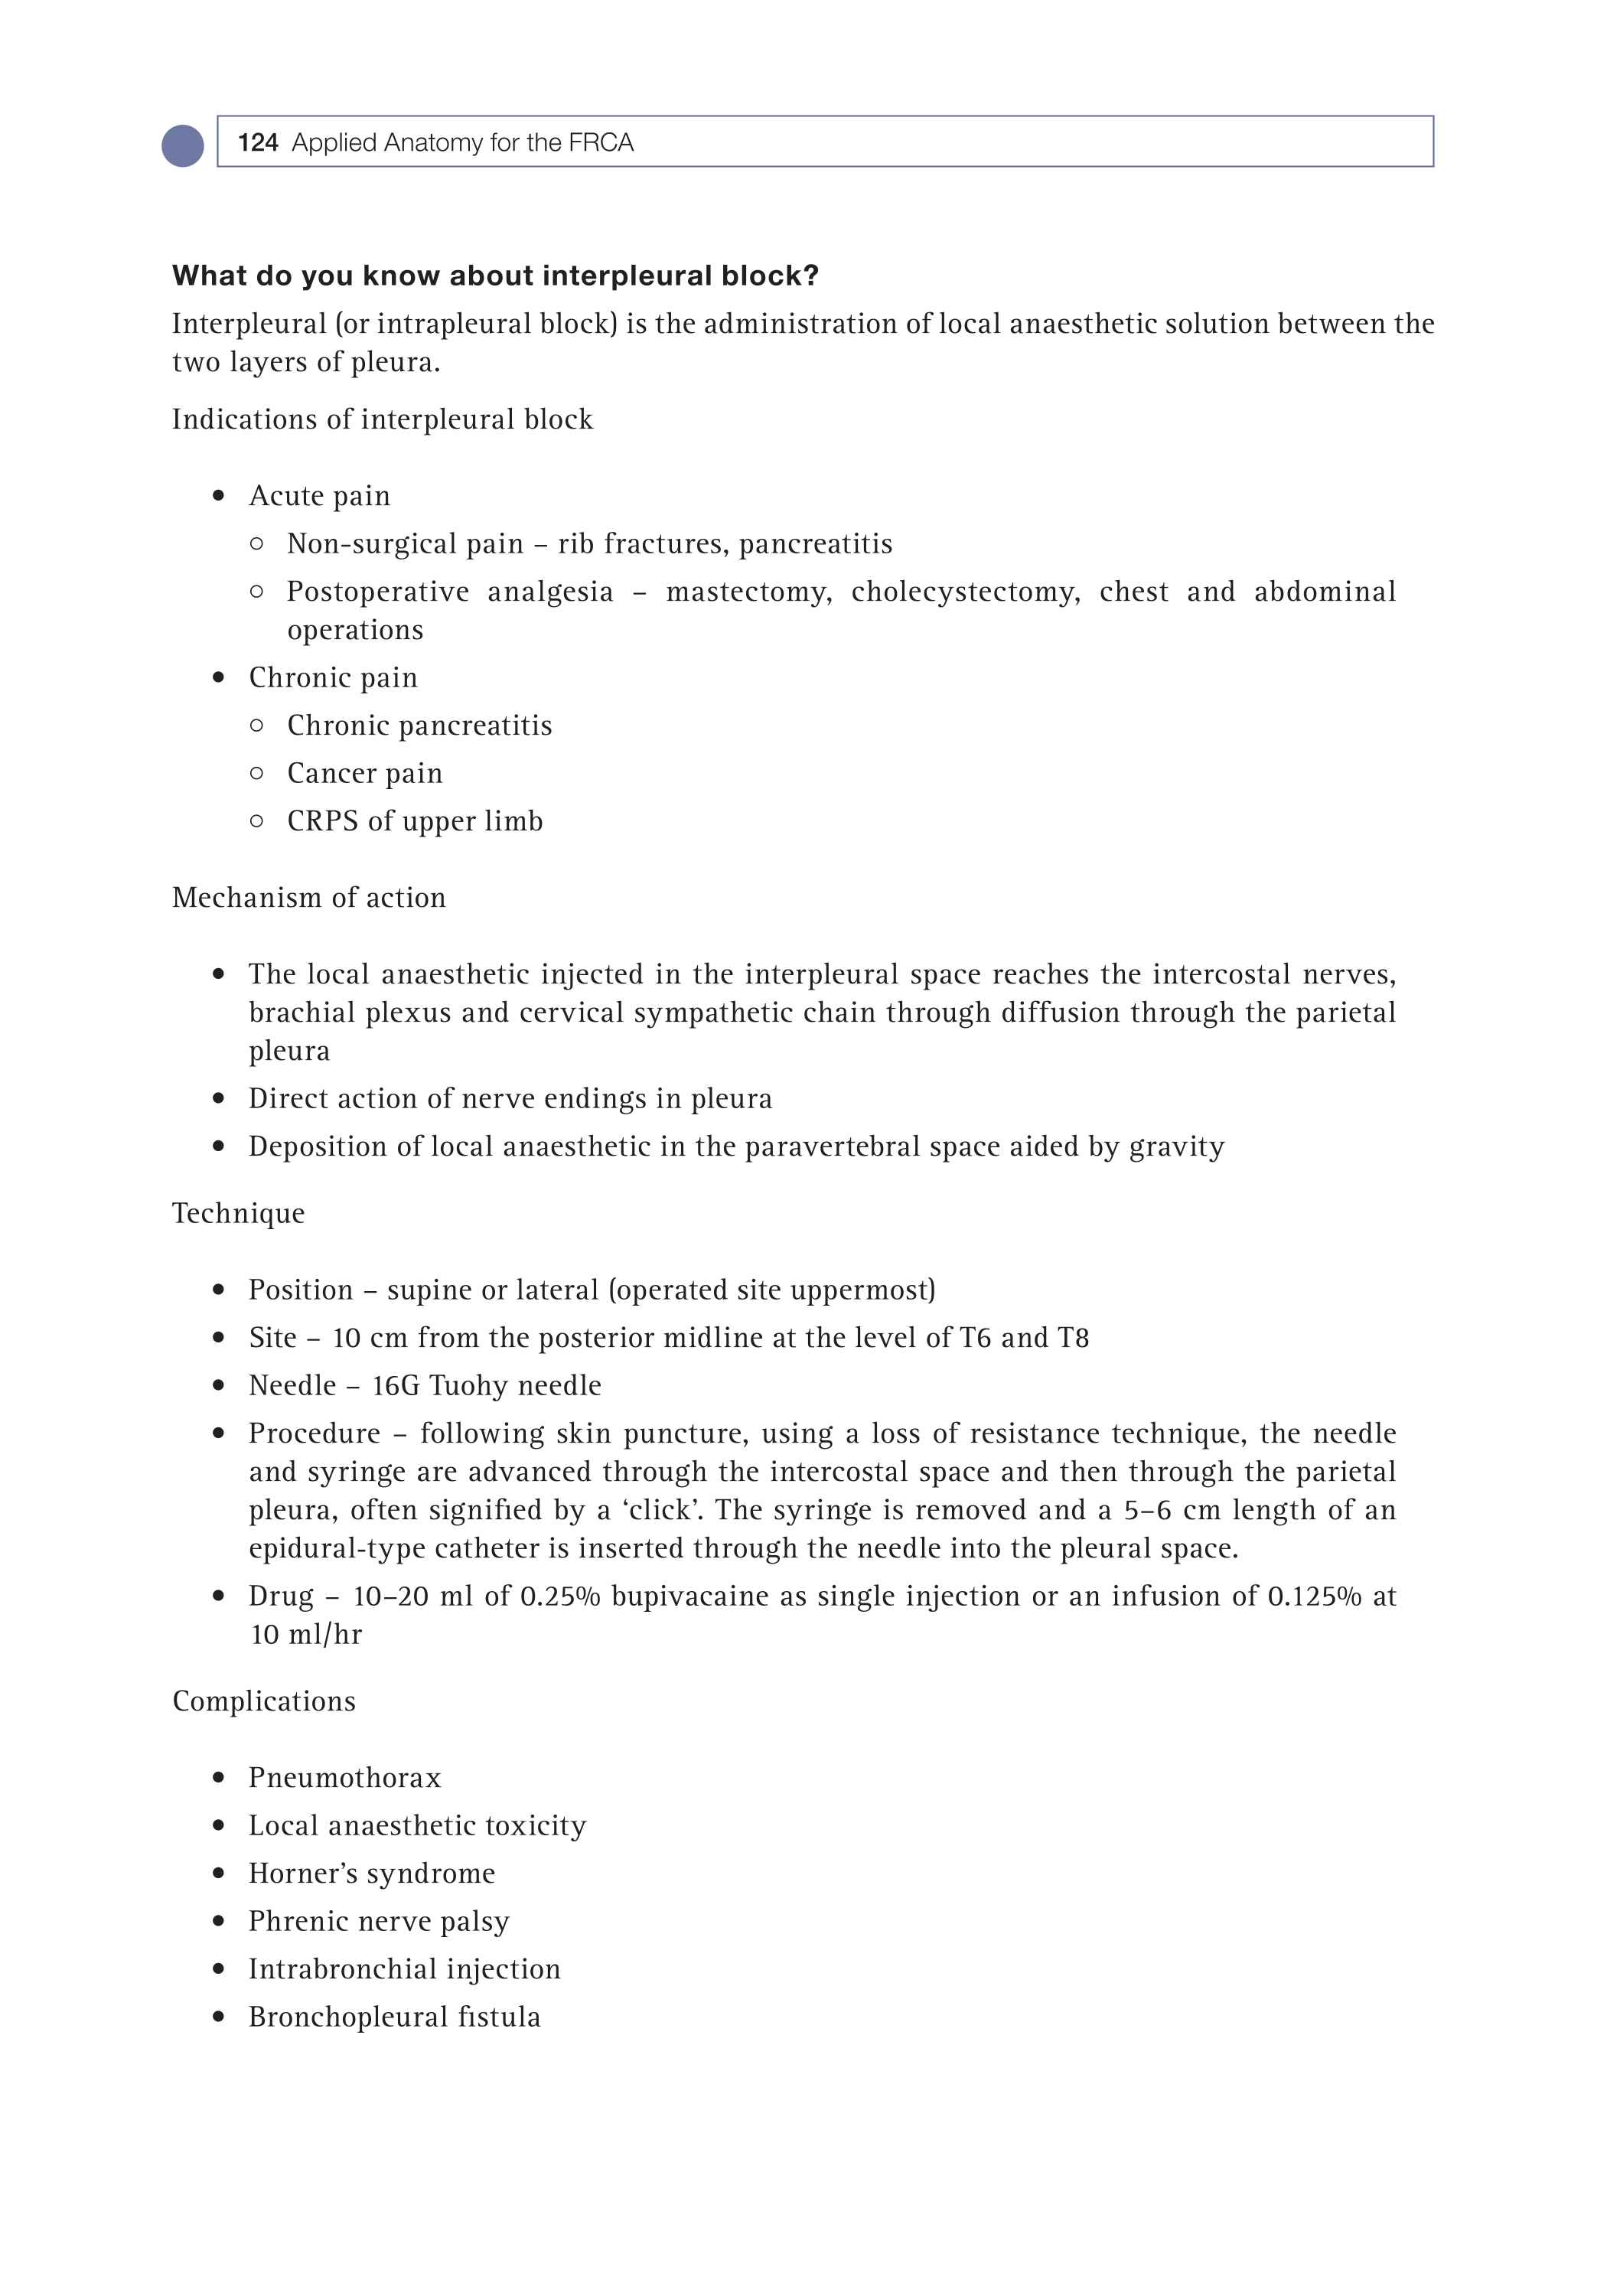 124 Applied Anatomy for the FRCA
What do you know about interpleural block?
Interpleural (or intrapleural block) is the administration of local anaesthetic solution between the
two layers of pleura.
Indications of interpleural block
• Acute pain
○ Non-surgical pain – rib fractures, pancreatitis
○ Postoperative analgesia – mastectomy, cholecystectomy, chest and abdominal
operations
• Chronic pain
○ Chronic pancreatitis
○ Cancer pain
○ CRPS of upper limb
Mechanism of action
• The local anaesthetic injected in the interpleural space reaches the intercostal nerves,
brachial plexus and cervical sympathetic chain through diffusion through the parietal
pleura
• Direct action of nerve endings in pleura
• Deposition of local anaesthetic in the paravertebral space aided by gravity
Technique
• Position – supine or lateral (operated site uppermost)
• Site – 10 cm from the posterior midline at the level of T6 and T8
• Needle – 16G Tuohy needle
• Procedure – following skin puncture, using a loss of resistance technique, the needle
and syringe are advanced through the intercostal space and then through the parietal
pleura, often signified by a ‘click’. The syringe is removed and a 5–6 cm length of an
epidural-type catheter is inserted through the needle into the pleural space.
• Drug – 10–20 ml of 0.25% bupivacaine as single injection or an infusion of 0.125% at
10 ml/hr
Complications
• Pneumothorax
• Local anaesthetic toxicity
• Horner’s syndrome
• Phrenic nerve palsy
• Intrabronchial injection
• Bronchopleural fistula